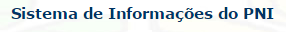 Sistema de Informações do PNI